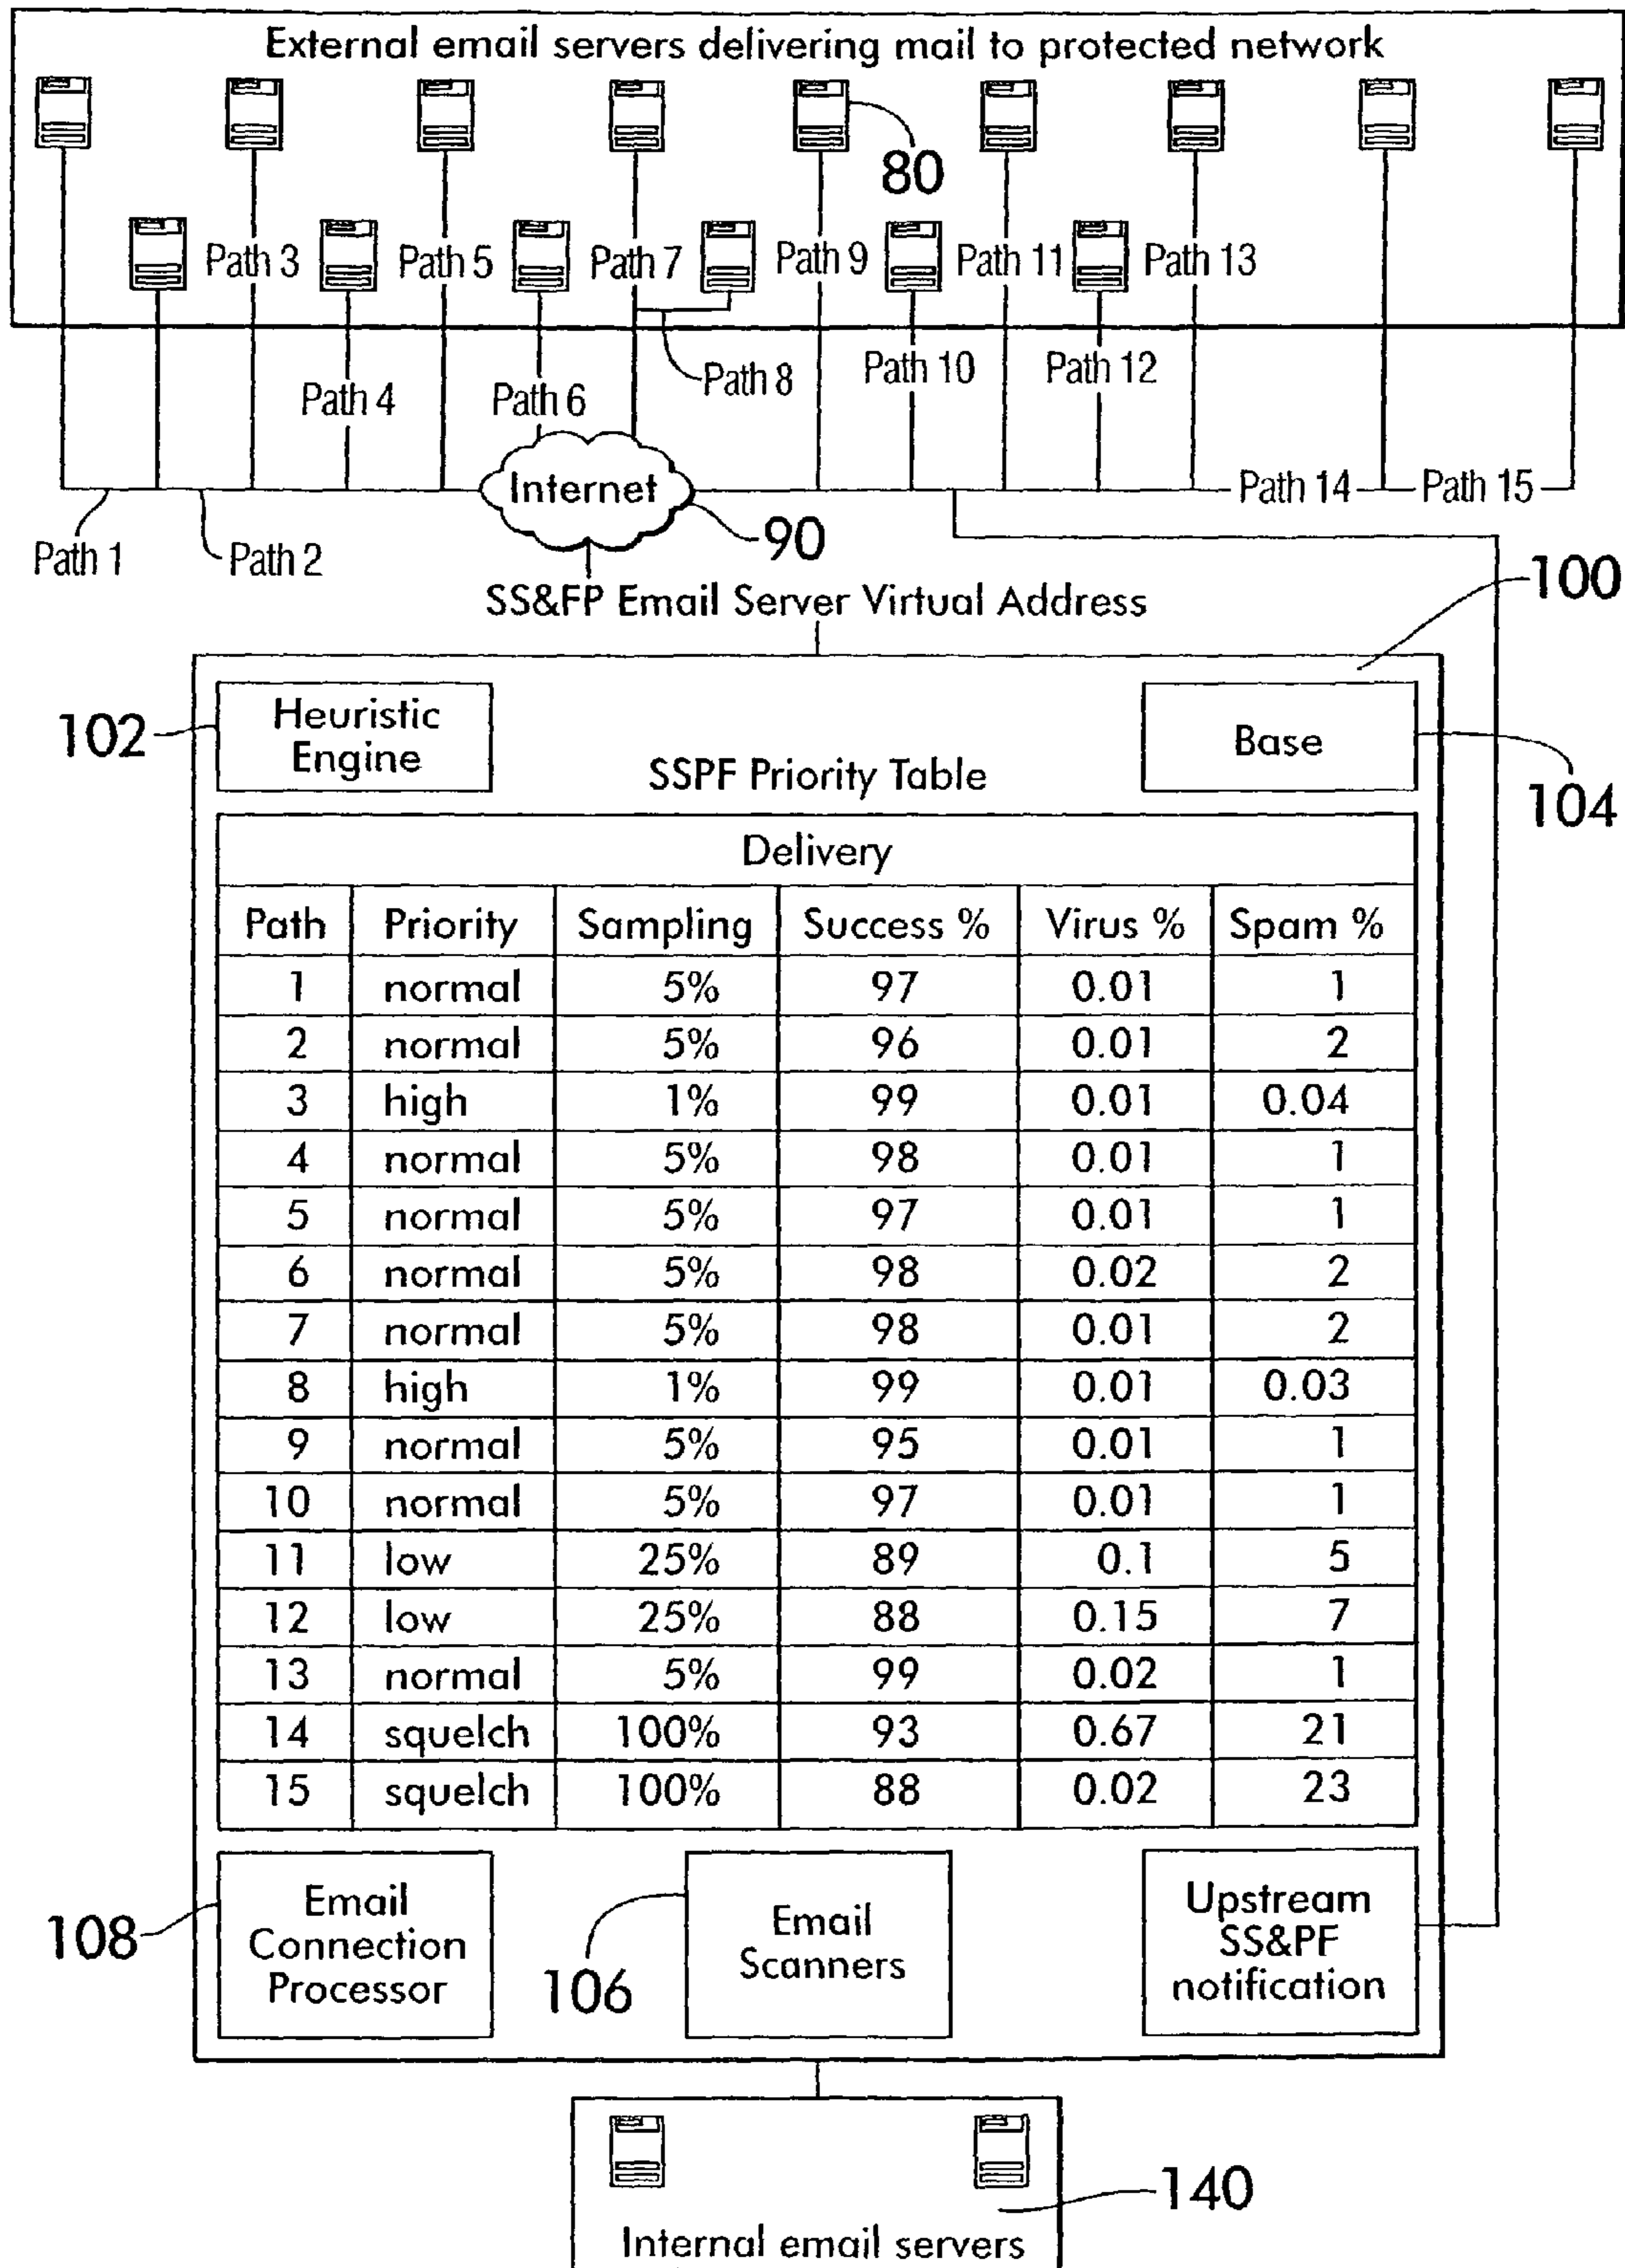 External email servers delivering mail to protected network
80
Path 3 Path 5 Path 7 Path 9 Path 11 Path 13
Path 4 Path 6 Path 8 Path 10 Path 12
Internet
Path 14 Path 15
Path 1 Path 2
90
SS&FP Email Server Virtual Address
100
102
Heuristic
Engine
SSPF Priority Table
Base
104
Delivery
Path Priority Sampling Success % Virus % Spam %
1 normal 5% 97 0.01 1
2 normal 5% 96 0.01 2
3 high 1% 99 0.01 0.04
4 normal 5% 98 0.01 1
5 normal 5% 97 0.01 1
6 normal 5% 98 0.02 2
7 normal 5% 98 0.01 2
8 high 1% 99 0.01 0.03
9 normal 5% 95 0.01 1
10 normal 5% 97 0.01 1
11 low 25% 89 0.1 5
12 low 25% 88 0.15 7
13 normal 5% 99 0.02 1
14 squelch 100% 93 0.67 21
15 squelch 100% 88 0.02 23
108
Email
Connection
Processor
106
Email
Scanners
Upstream
SS&PF
notification
140
Internal email servers